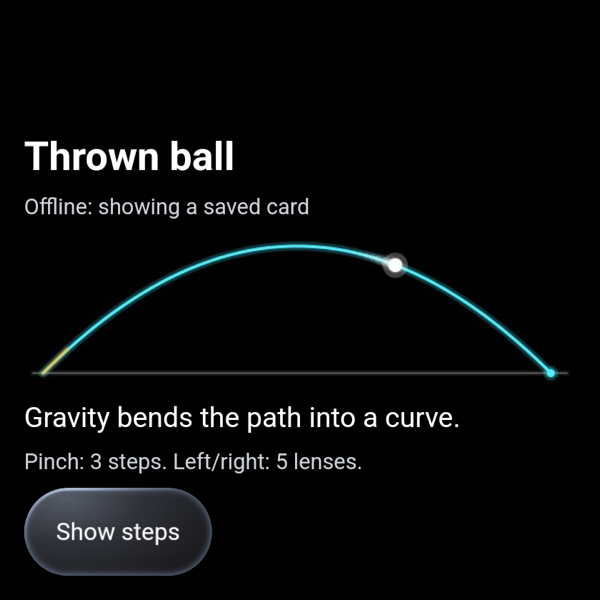 Thrown ball
Offline: showing a saved card
Gravity bends the path into a curve.
Pinch: 3 steps. Left/right: 5 lenses.
Show steps